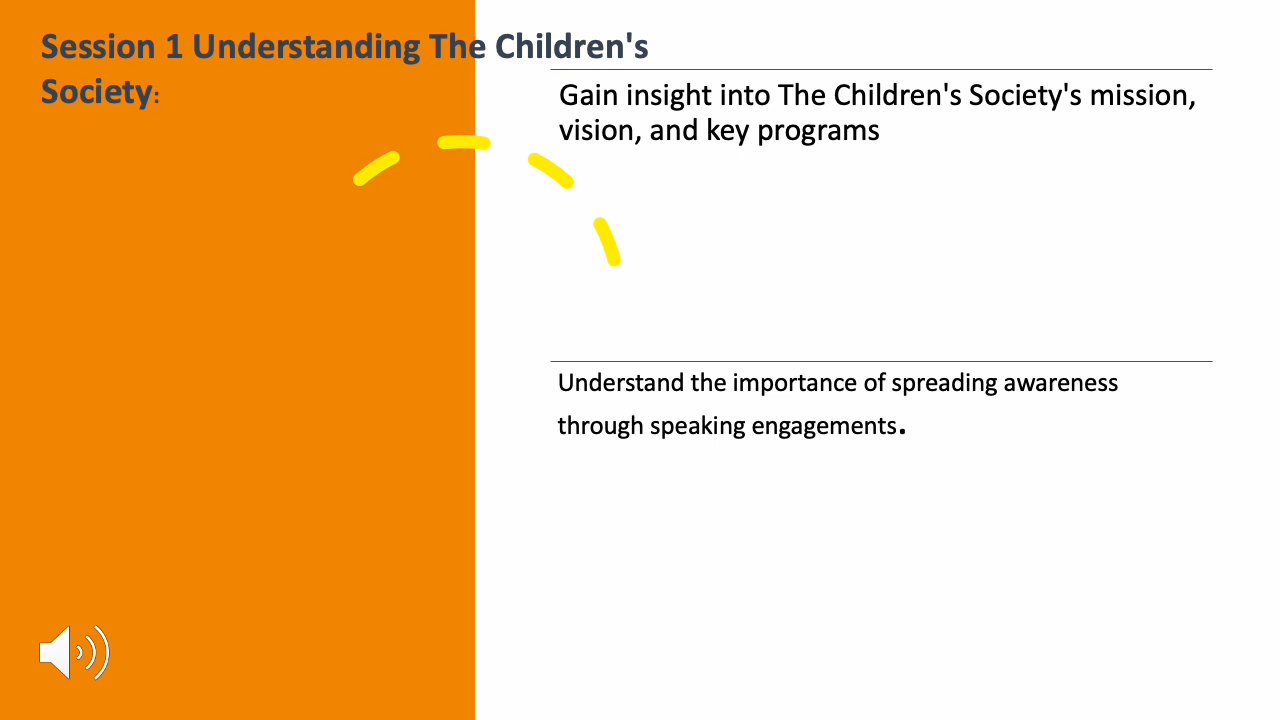 Session 1 Understanding The Children's
Society:
Gain insight into The Children's Society's mission,
vision, and key programs
Understand the importance of spreading awareness
through speaking engagements.